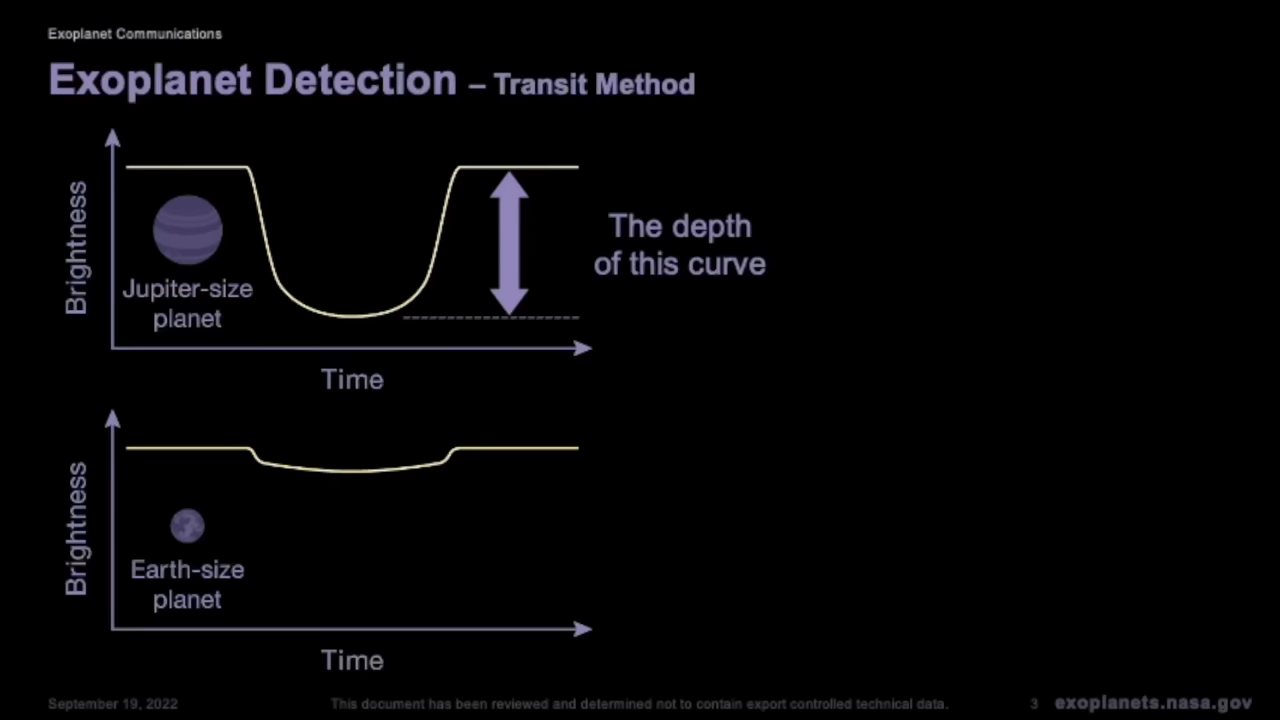 Exoplanet Communications
Exoplanet Detection – Transit Method
Brightness
Jupiter-size
planet
The depth
of this curve
Time
Brightness
Earth-size
planet
Time
September 19, 2022
This document has been reviewed and determined not to contain export controlled technical data.
3
exoplanets.nasa.gov